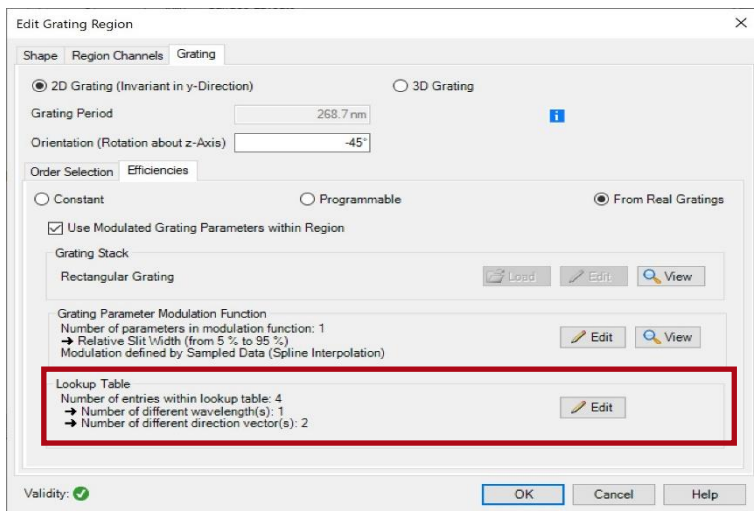 Edit Grating Region
Shape Region Channels Grating
2D Grating (Invariant in y-Direction) 3D Grating
Grating Period 268.7 nm
Orientation (Rotation about z-Axis) -45°
Order Selection Efficiencies
Constant Programmable From Real Gratings
Use Modulated Grating Parameters within Region
Grating Stack
Rectangular Grating Load Edit View
Grating Parameter Modulation Function
Number of parameters in modulation function: 1
➔ Relative Slit Width (from 5 % to 95 %) Edit View
Modulation defined by Sampled Data (Spline Interpolation)
Lookup Table
Number of entries within lookup table: 4
➔ Number of different wavelength(s): 1 Edit
➔ Number of different direction vector(s): 2
Validity: OK Cancel Help